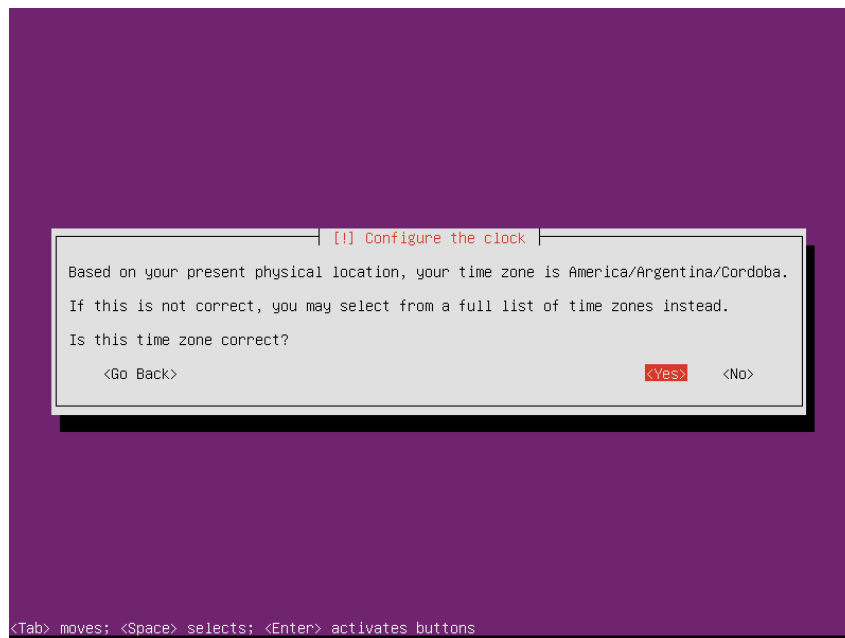 [!] Configure the clock
Based on your present physical location, your time zone is America/Argentina/Cordoba.
If this is not correct, you may select from a full list of time zones instead.
Is this time zone correct?
<Go Back> <Yes> <No>
<Tab> moves; <Space> selects; <Enter> activates buttons